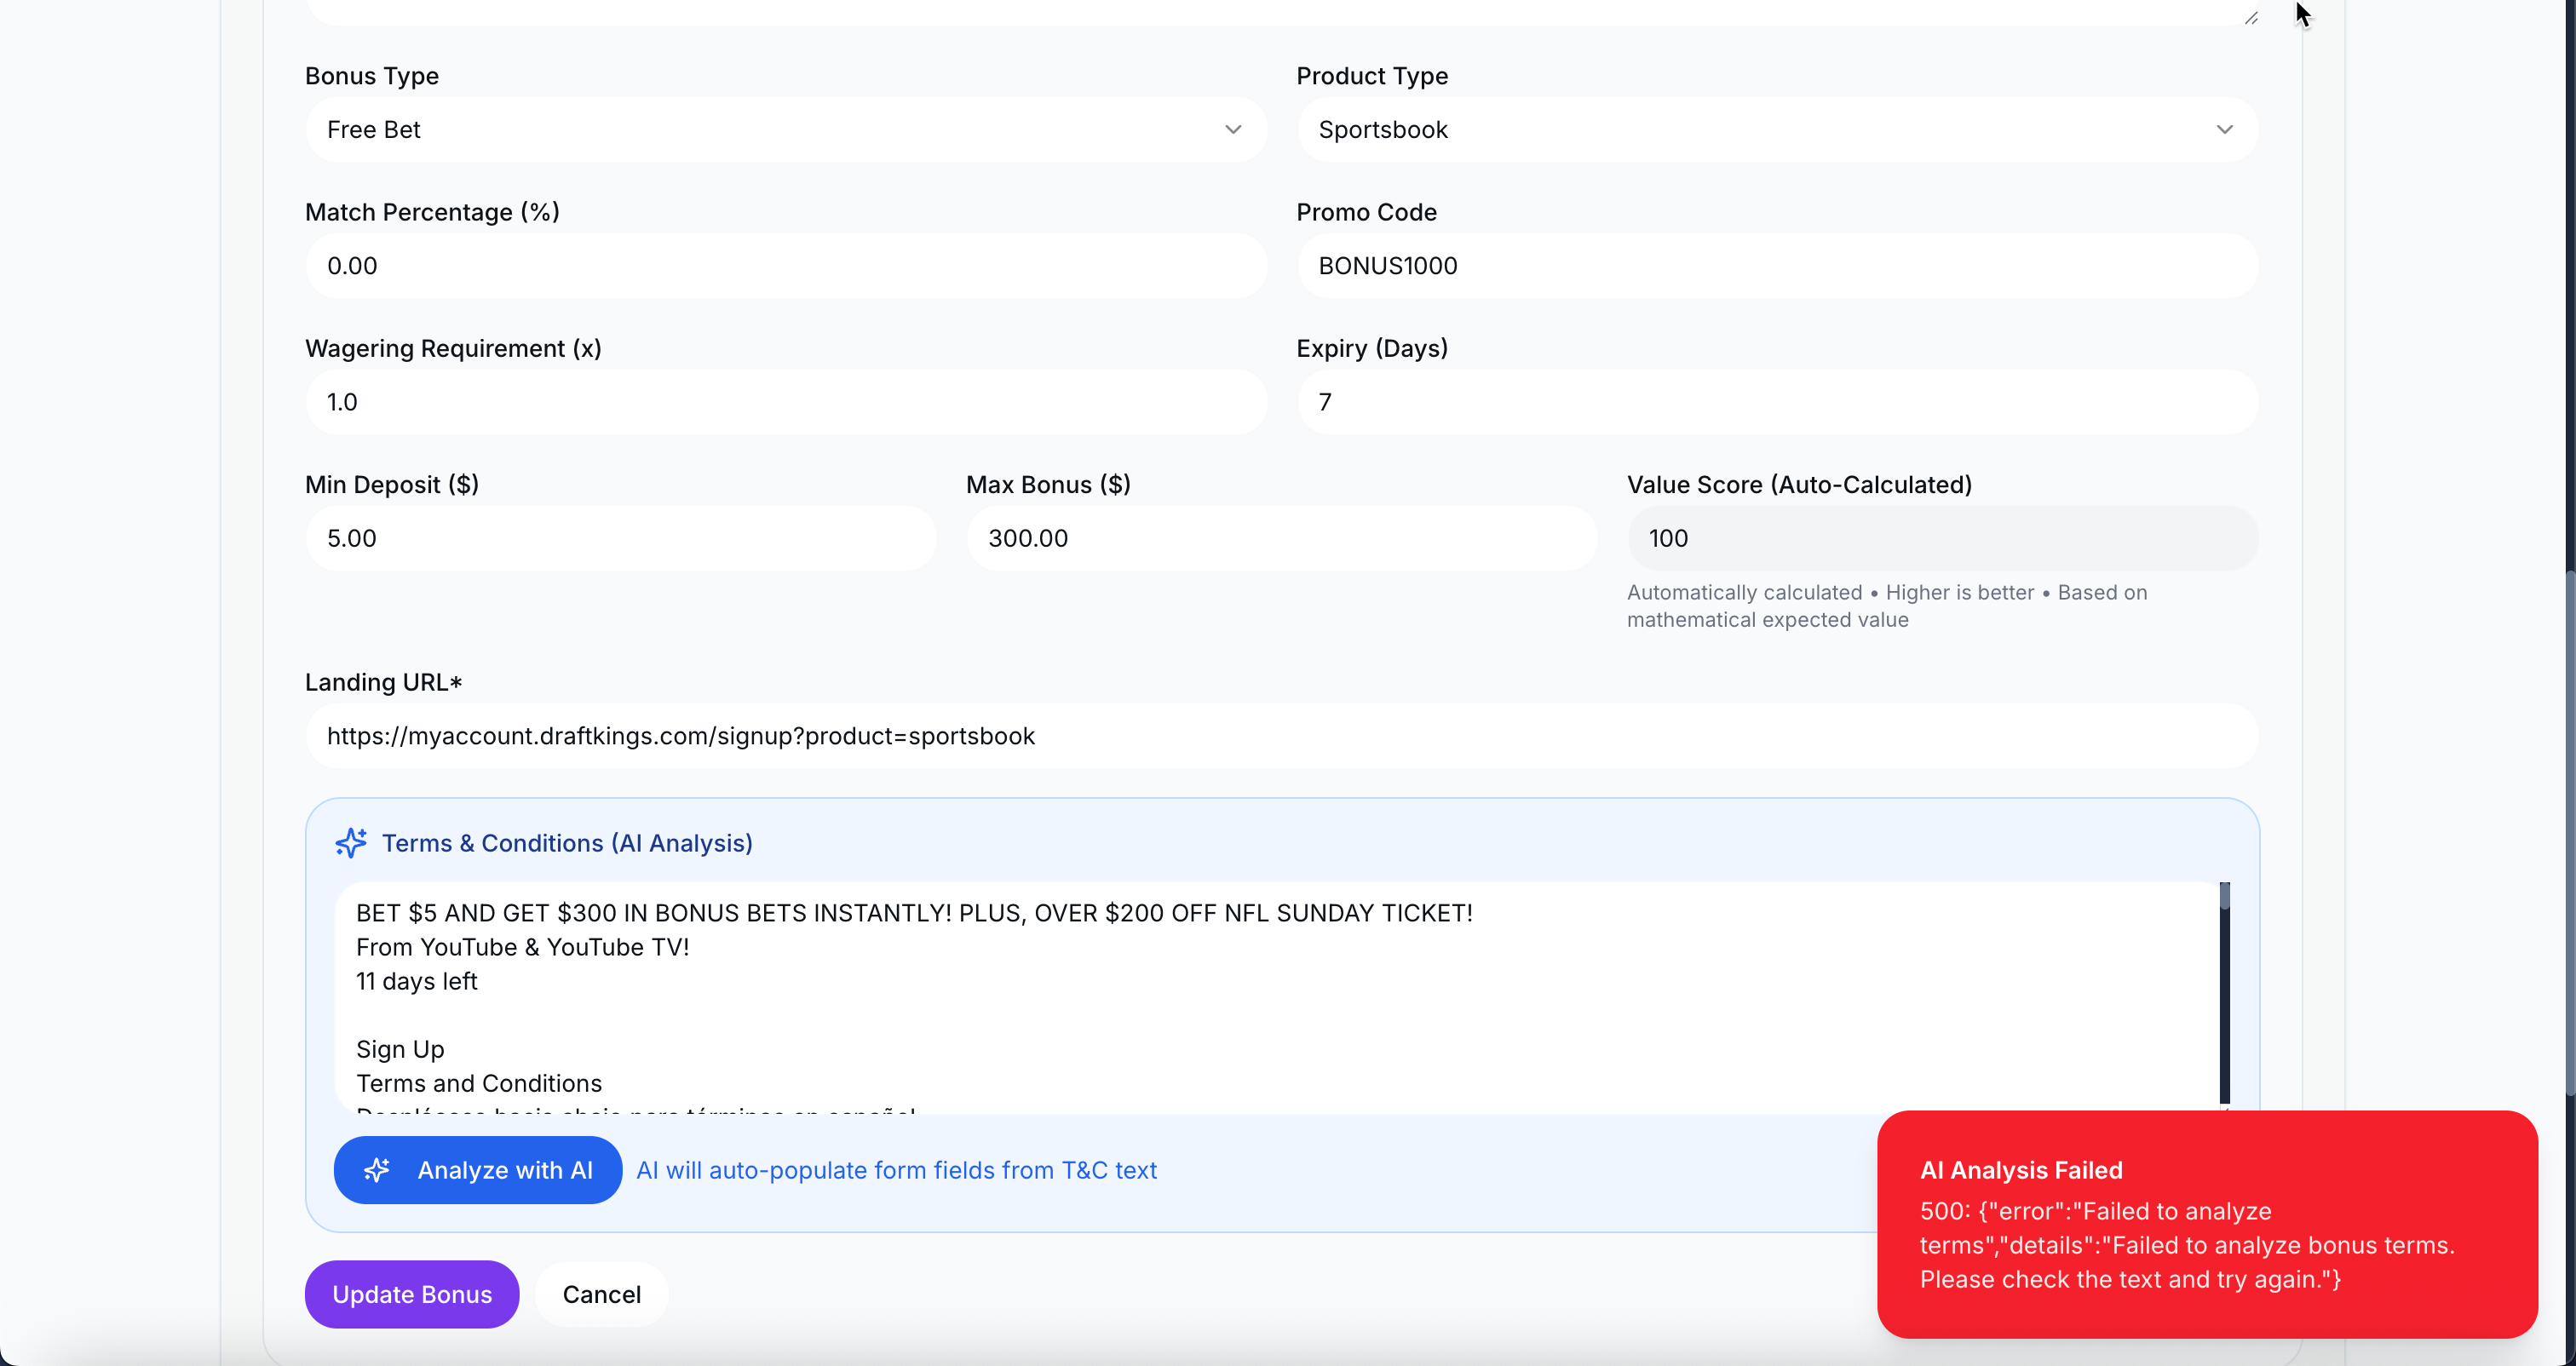 Bonus Type
Product Type
Free Bet
Sportsbook
Match Percentage (%)
Promo Code
0.00
BONUS1000
Wagering Requirement (x)
Expiry (Days)
1.0
7
Min Deposit ($)
Max Bonus ($)
Value Score (Auto-Calculated)
5.00
300.00
100
Automatically calculated • Higher is better • Based on
mathematical expected value
Landing URL*
https://myaccount.draftkings.com/signup?product=sportsbook
Terms & Conditions (AI Analysis)
BET $5 AND GET $300 IN BONUS BETS INSTANTLY! PLUS, OVER $200 OFF NFL SUNDAY TICKET!
From YouTube & YouTube TV!
11 days left
Sign Up
Terms and Conditions
Analyze with AI
AI will auto-populate form fields from T&C text
Update Bonus
Cancel
AI Analysis Failed
500: {"error":"Failed to analyze
terms","details":"Failed to analyze bonus terms.
Please check the text and try again."}